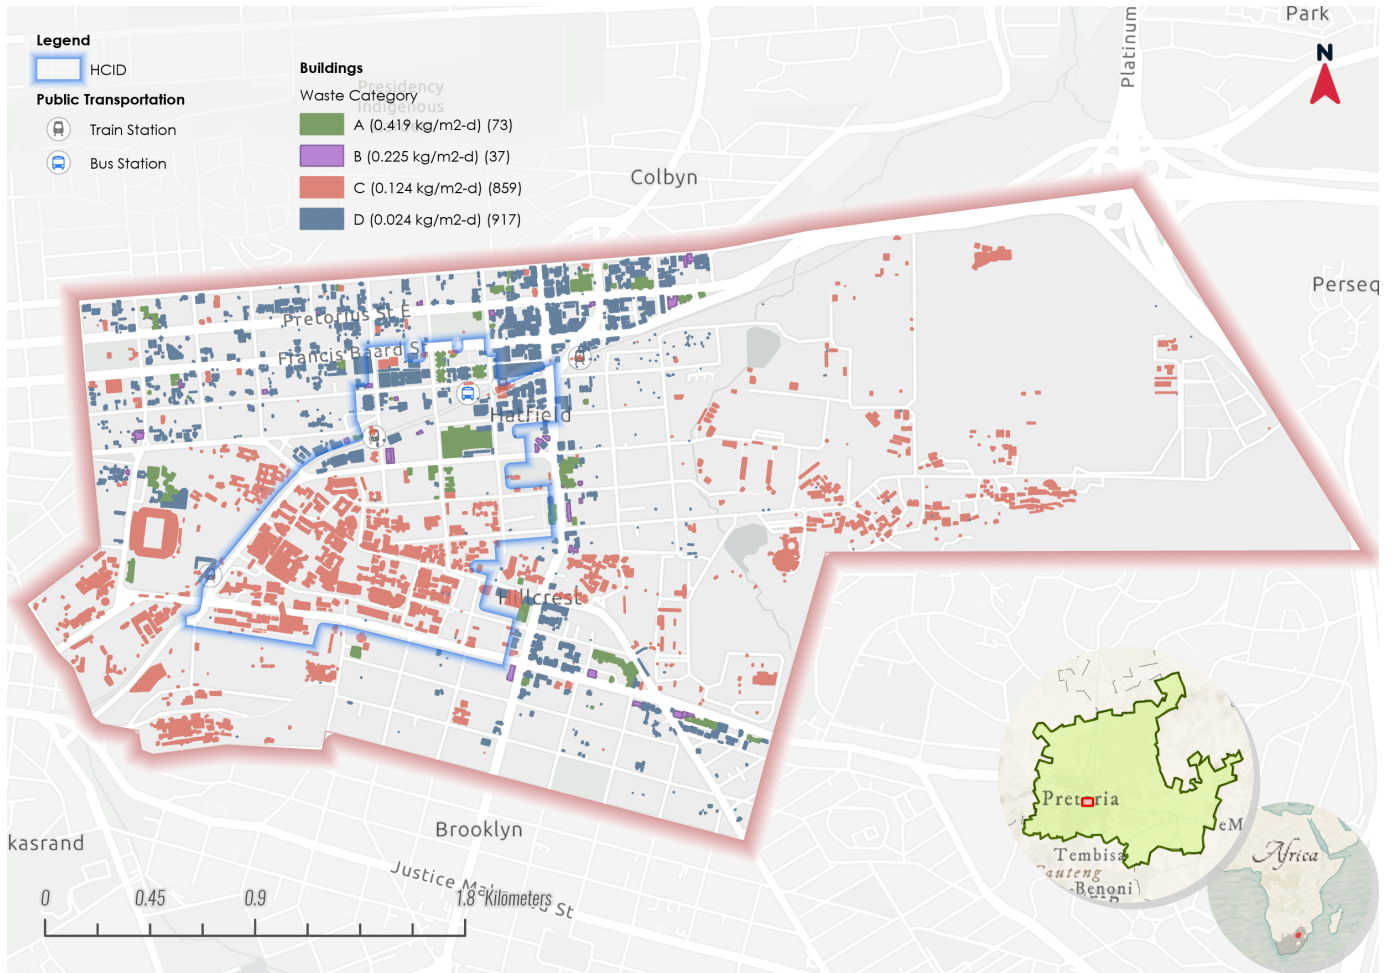 Legend
HCID
Public Transportation
Train Station
Bus Station
Buildings
Presidency
Waste Category
Indigenous
A (0.419 kg/m2-d) (73)
B (0.225 kg/m2-d) (37)
C (0.124 kg/m2-d) (859)
D (0.024 kg/m2-d) (917)
Park
Platinum
N
Colbyn
Perseq
Pretorius St E
Francis Baard St
Hatfield
Hillcrest
Brooklyn
kasrand
Justice
St
0 0.45 0.9 1.8 Kilometers
Pretoria
eM
Tembisa
Gauteng
Benoni
Africa